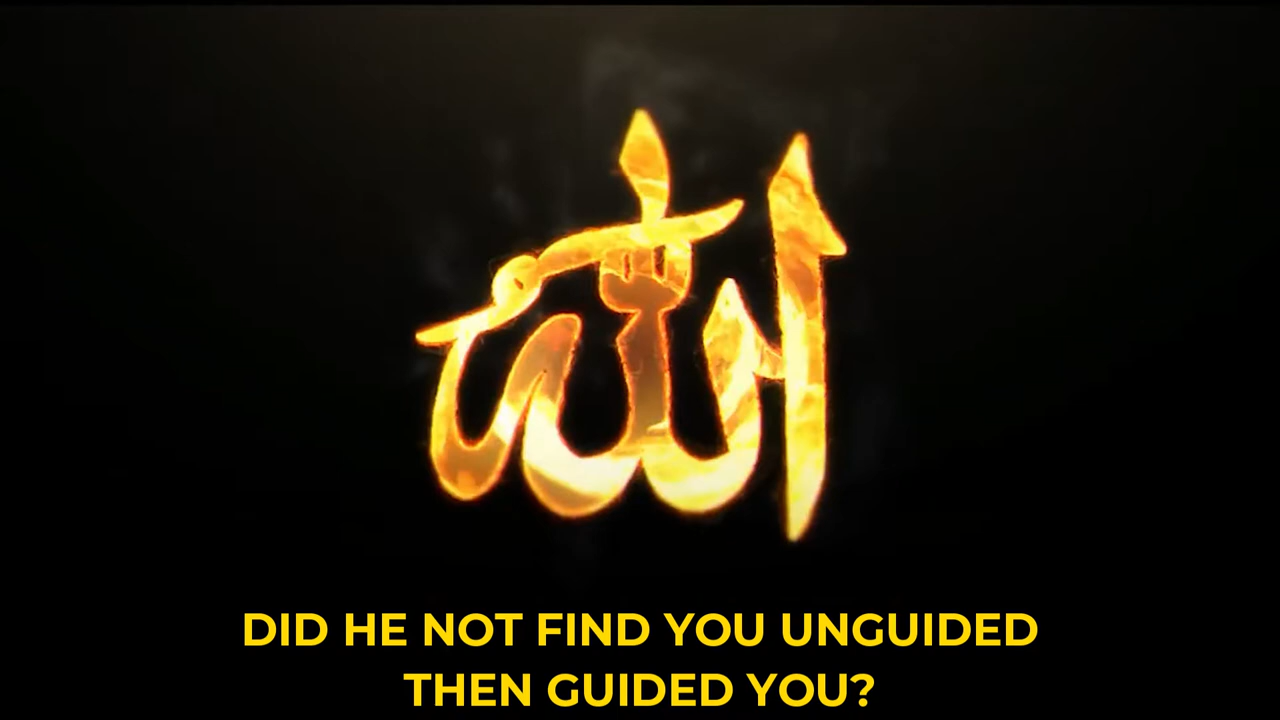 الله
DID HE NOT FIND YOU UNGUIDED
THEN GUIDED YOU?